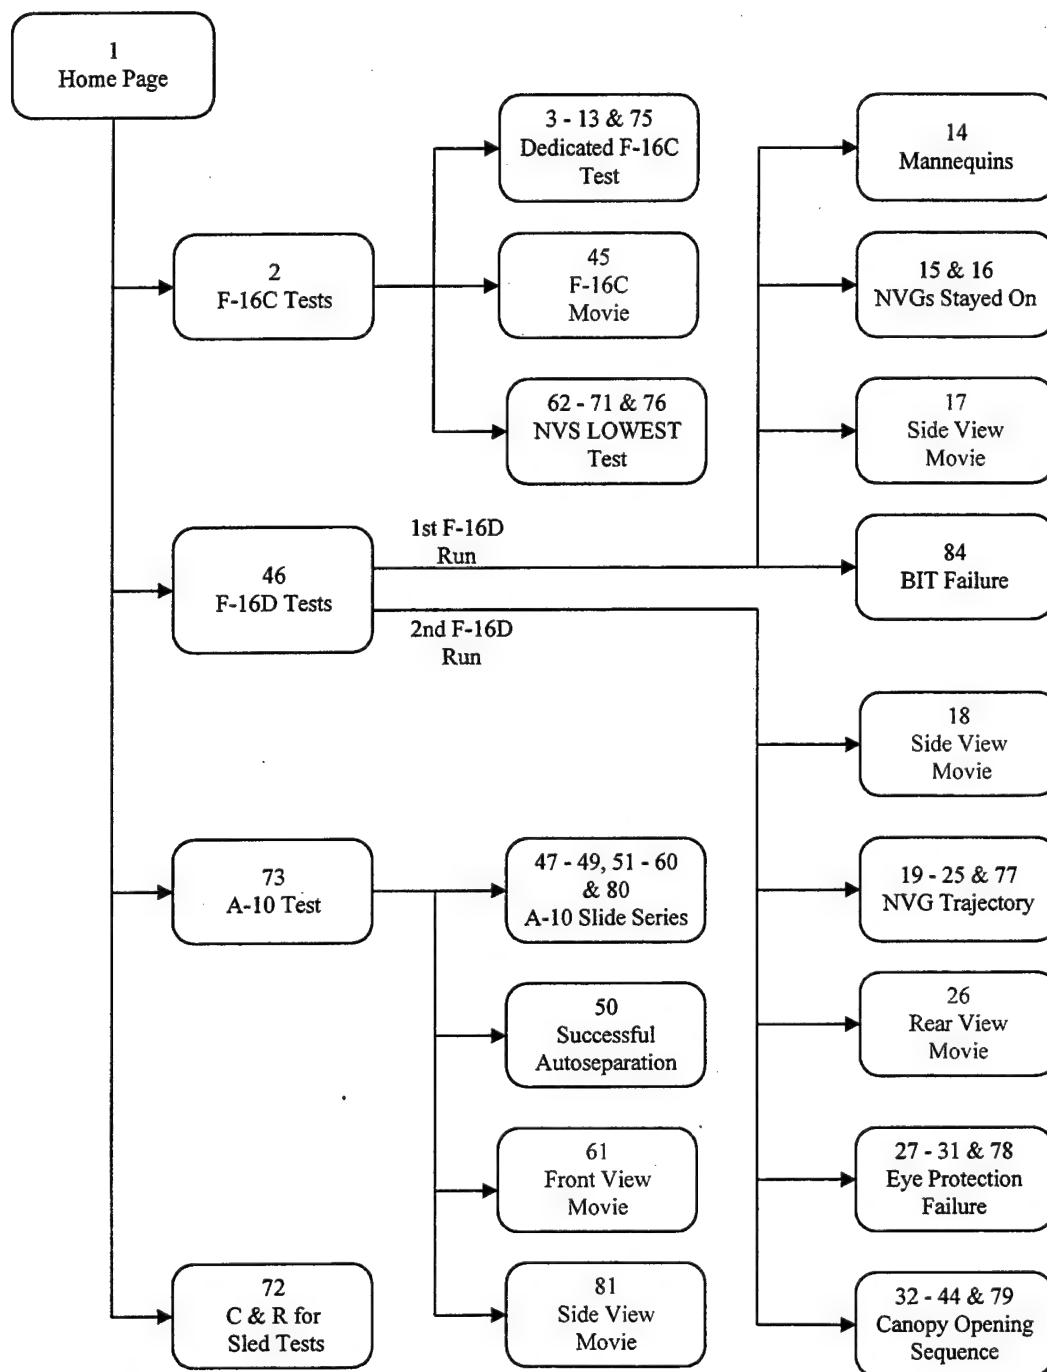 1
Home Page
3 - 13 & 75
Dedicated F-16C
Test
14
Mannequins
2
F-16C Tests
45
F-16C
Movie
15 & 16
NVGs Stayed On
62 - 71 & 76
NVS LOWEST
Test
17
Side View
Movie
46
F-16D Tests
1st F-16D
Run
84
BIT Failure
2nd F-16D
Run
18
Side View
Movie
73
A-10 Test
47 - 49, 51 - 60
& 80
A-10 Slide Series
19 - 25 & 77
NVG Trajectory
50
Successful
Autoseparation
26
Rear View
Movie
61
Front View
Movie
27 - 31 & 78
Eye Protection
Failure
72
C & R for
Sled Tests
81
Side View
Movie
32 - 44 & 79
Canopy Opening
Sequence